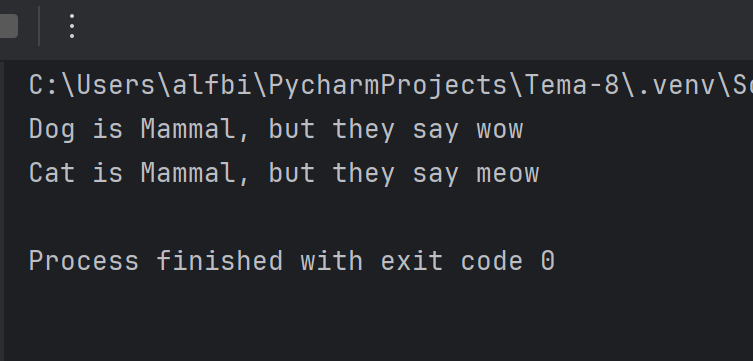 C:\Users\alfbi\PycharmProjects\Tema-8\.venv\Sc
Dog is Mammal, but they say wow
Cat is Mammal, but they say meow
Process finished with exit code 0